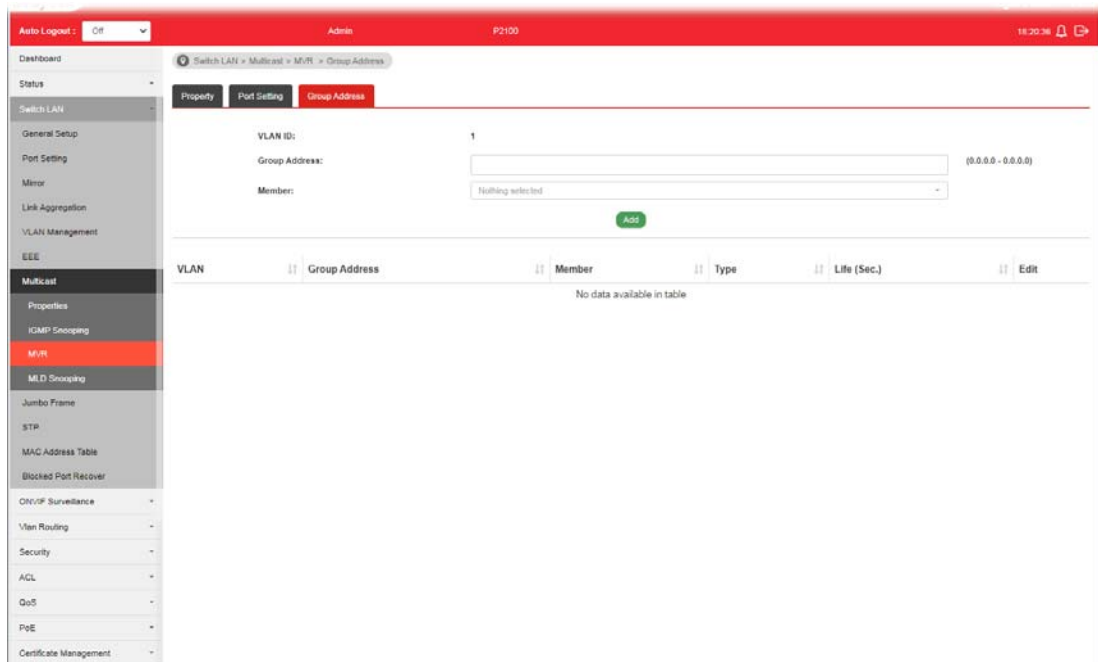 Auto Logout : Off Admin P2100 18:20:36
Dashboard
Status
Switch LAN
General Setup
Port Setting
Mirror
Link Aggregation
VLAN Management
EEE
Multicast
Properties
IGMP Snooping
MVR
MLD Snooping
Jumbo Frame
STP
MAC Address Table
Blocked Port Recover
ONVIF Surveillance
Vlan Routing
Security
ACL
QoS
PoE
Certificate Management
Switch LAN > Multicast > MVR > Group Address
Property Port Setting Group Address
VLAN ID: 1
Group Address: (0.0.0.0 - 0.0.0.0)
Member: Nothing selected
Add
VLAN Group Address Member Type Life (Sec.) Edit
No data available in table